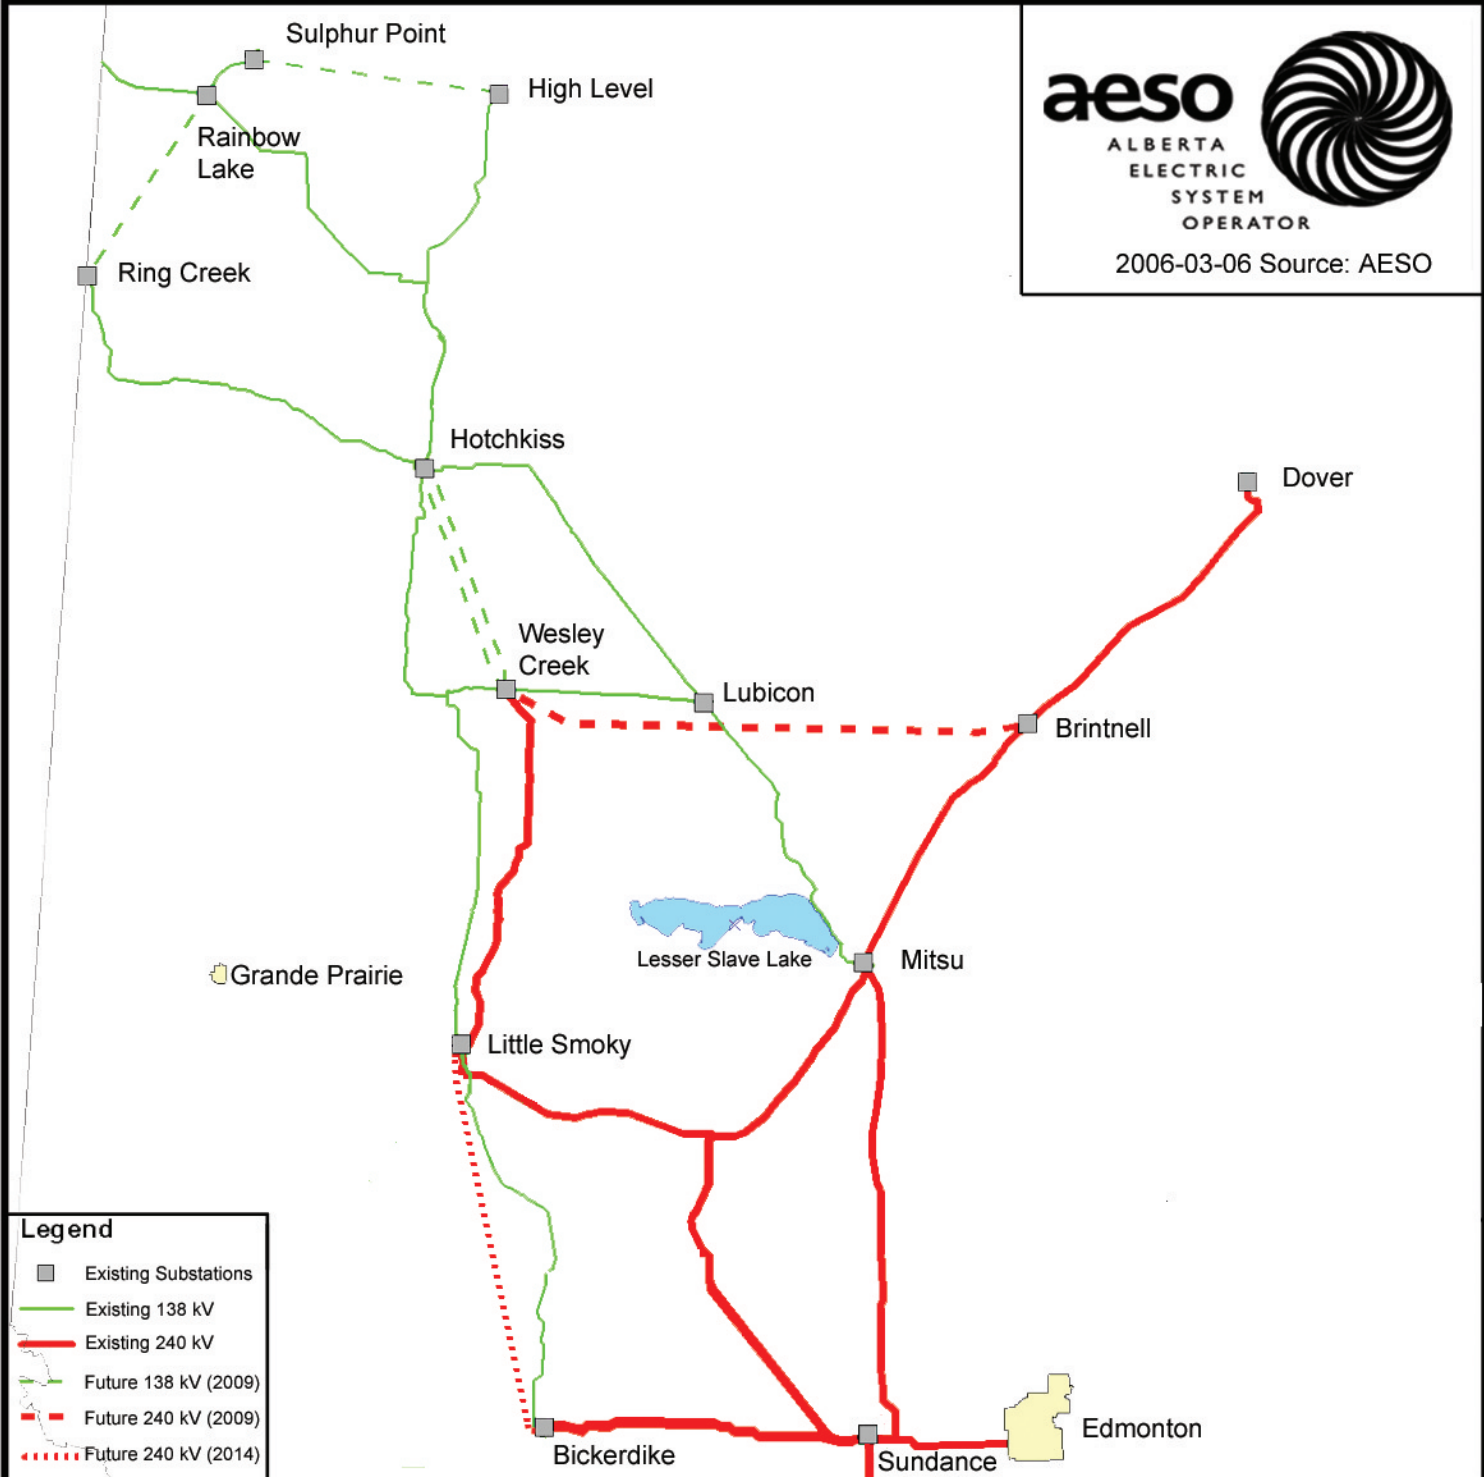 Sulphur Point
High Level
Rainbow
Lake
Ring Creek
aeso
ALBERTA
ELECTRIC
SYSTEM
OPERATOR
2006-03-06 Source: AESO
Hotchkiss
Dover
Wesley
Creek
Lubicon
Brintnell
Lesser Slave Lake
Mitsu
Grande Prairie
Little Smoky
Legend
Existing Substations
Existing 138 kV
Existing 240 kV
Future 138 kV (2009)
Future 240 kV (2009)
Future 240 kV (2014)
Bickerdike
Sundance
Edmonton